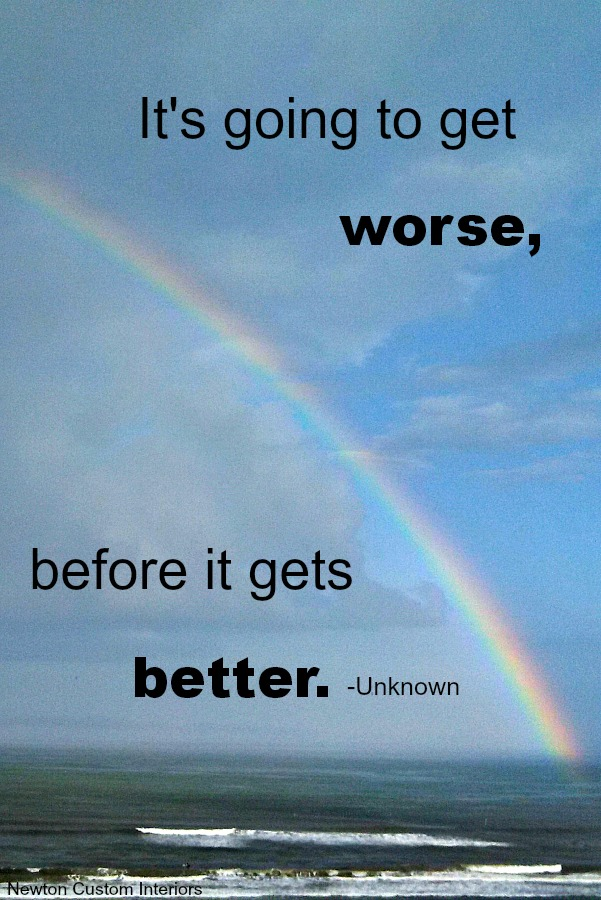 It's going to get
worse,
before it gets
better. -Unknown
Newton Custom Interiors